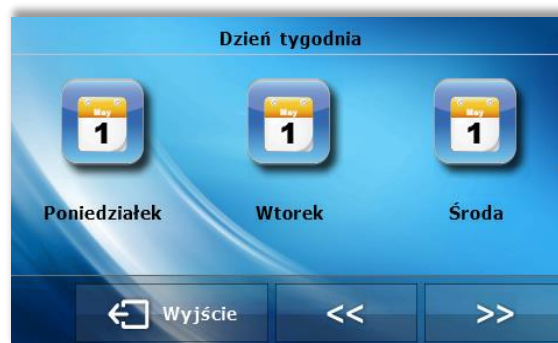 Dzień tygodnia
May May May
1 1 1
Poniedziałek Wtorek Środa
Wyjście << >>